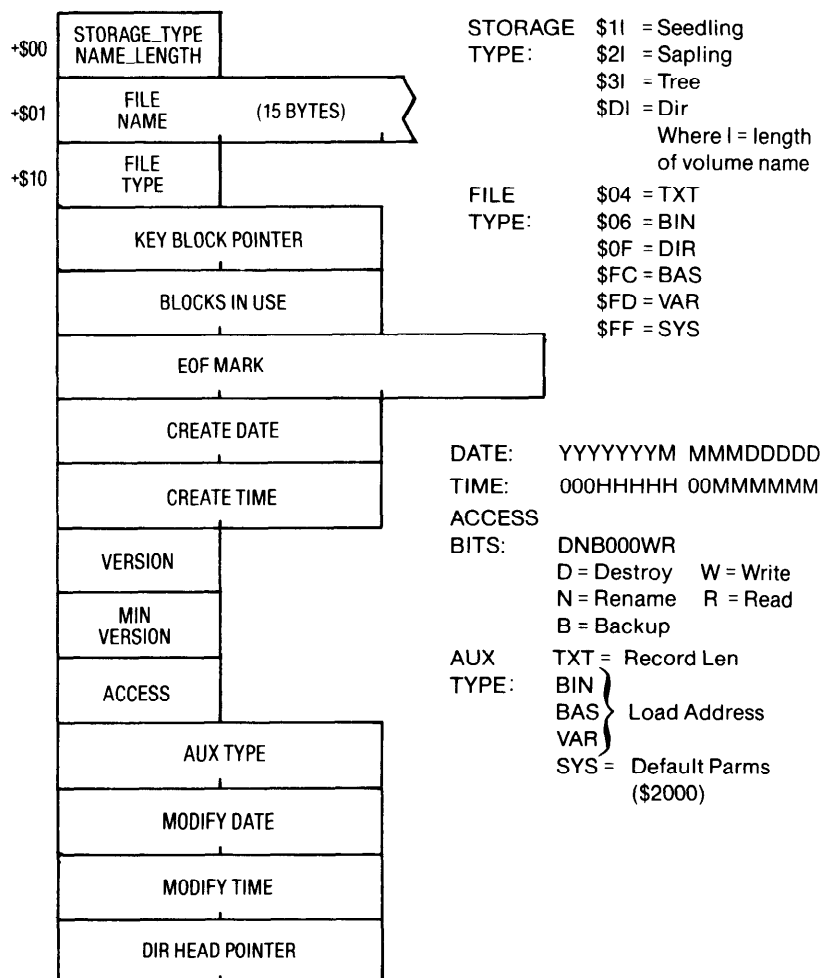 +$00
STORAGE_TYPE
NAME_LENGTH
+$01
FILE
NAME
(15 BYTES)
+$10
FILE
TYPE
KEY BLOCK POINTER
BLOCKS IN USE
EOF MARK
CREATE DATE
CREATE TIME
VERSION
MIN
VERSION
ACCESS
AUX TYPE
MODIFY DATE
MODIFY TIME
DIR HEAD POINTER
STORAGE $1l = Seedling
TYPE: $2l = Sapling
$3l = Tree
$Dl = Dir
Where l = length
of volume name
FILE $04 = TXT
TYPE: $06 = BIN
$0F = DIR
$FC = BAS
$FD = VAR
$FF = SYS
DATE: YYYYYYYM MMMDDDDD
TIME: 000HHHHH 00MMMMMM
ACCESS
BITS: DNB000WR
D = Destroy W = Write
N = Rename R = Read
B = Backup
AUX TXT = Record Len
TYPE: BIN
BAS Load Address
VAR
SYS = Default Parms
($2000)